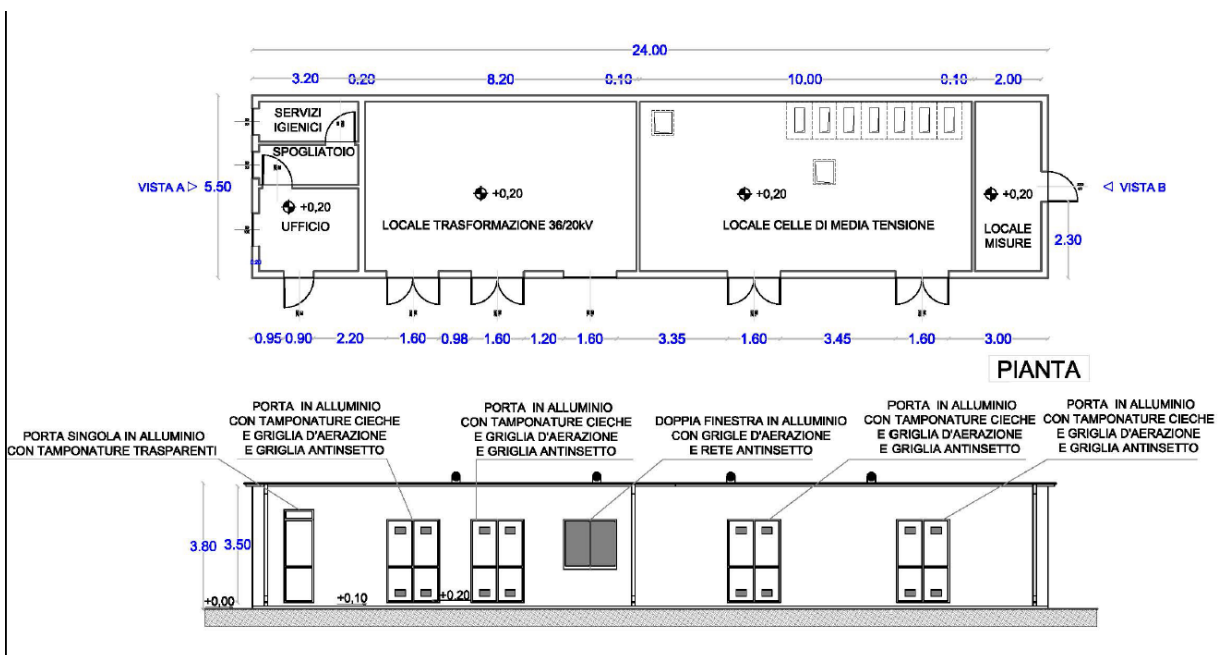 24.00
3.20 0.20 8.20 0.10 10.00 0.10 2.00
SERVIZI
IGIENICI
SPOGLIATOIO
VISTA A
5.50
+0,20
UFFICIO
+0,20
LOCALE TRASFORMAZIONE 36/20kV
+0,20
LOCALE CELLE DI MEDIA TENSIONE
+0,20
LOCALE
MISURE
VISTA B
2.30
0.95 0.90 2.20 1.60 0.98 1.60 1.20 1.60 3.35 1.60 3.45 1.60 3.00
PIANTA
PORTA SINGOLA IN ALLUMINIO
CON TAMPONATURE TRASPARENTI
PORTA IN ALLUMINIO
CON TAMPONATURE CIECHE
E GRIGLIA D'AERAZIONE
E GRIGLIA ANTINSETTO
PORTA IN ALLUMINIO
CON TAMPONATURE CIECHE
E GRIGLIA D'AERAZIONE
E GRIGLIA ANTINSETTO
DOPPIA FINESTRA IN ALLUMINIO
CON GRIGLE D'AERAZIONE
E RETE ANTINSETTO
PORTA IN ALLUMINIO
CON TAMPONATURE CIECHE
E GRIGLIA D'AERAZIONE
E GRIGLIA ANTINSETTO
PORTA IN ALLUMINIO
CON TAMPONATURE CIECHE
E GRIGLIA D'AERAZIONE
E GRIGLIA ANTINSETTO
3.80 3.50
+0,00
+0,10
+0,20